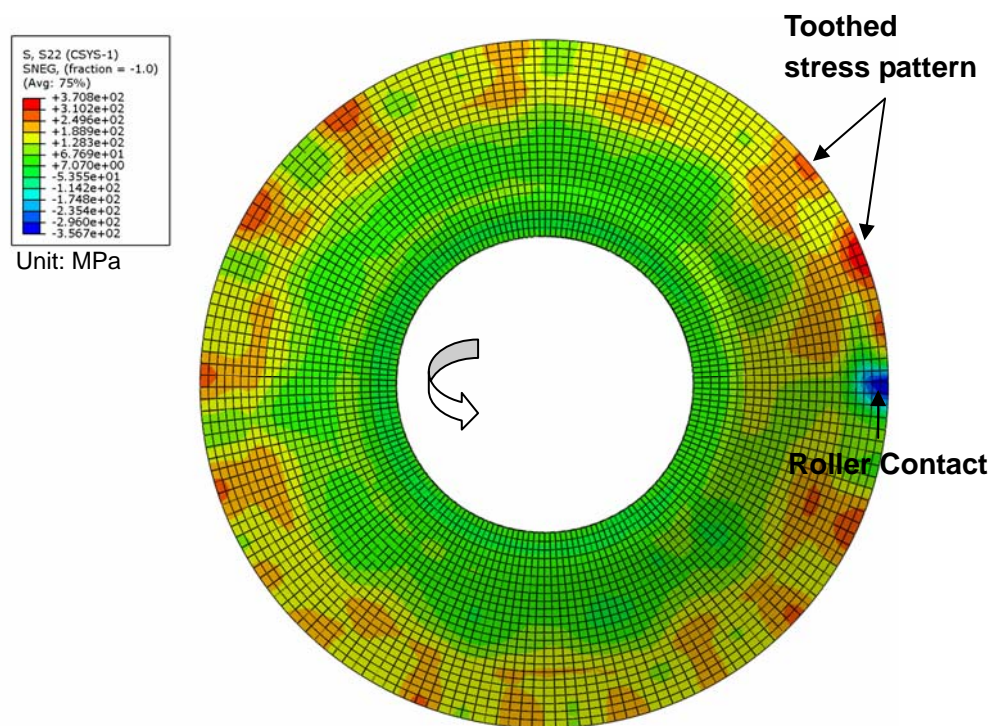 Toothed
stress pattern
S, S22 (CSYS-1)
SNEG, (fraction = -1.0)
(Avg: 75%)
+3.708e+02
+3.102e+02
+2.496e+02
+1.889e+02
+1.283e+02
+6.769e+01
+7.070e+00
-5.355e+01
-1.142e+02
-1.748e+02
-2.354e+02
-2.960e+02
-3.567e+02
Unit: MPa
Roller Contact